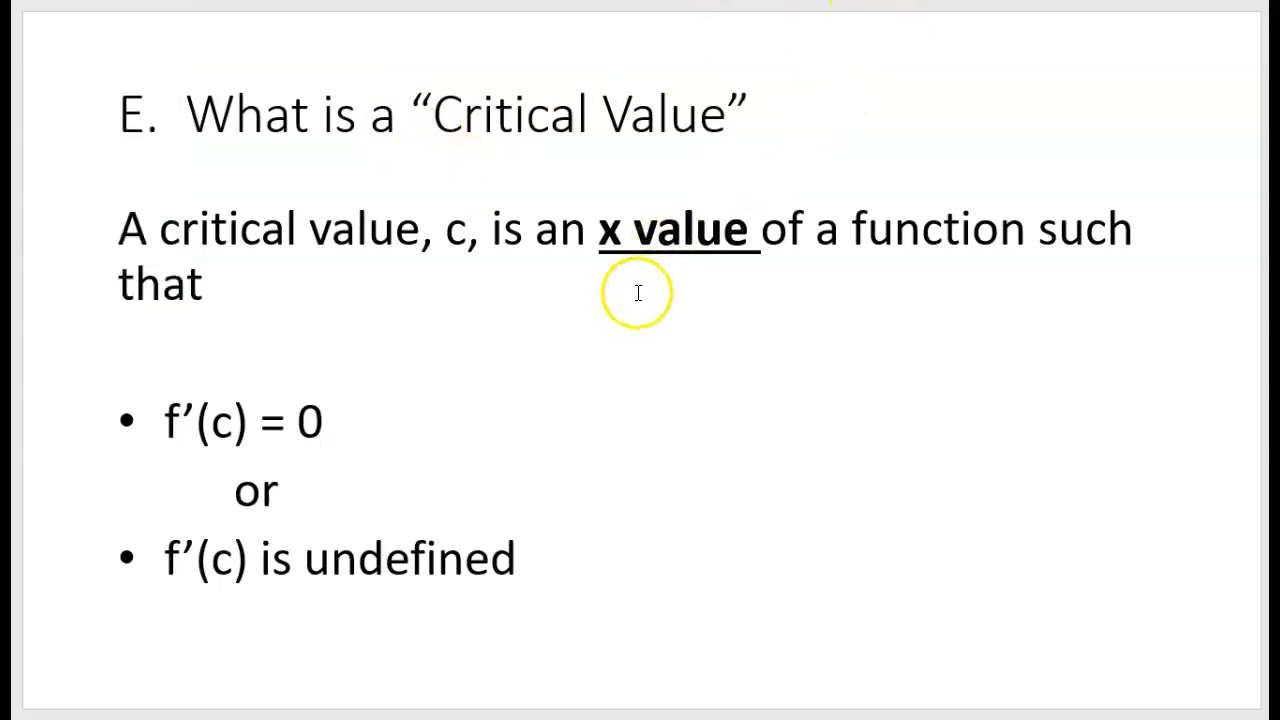 E. What is a “Critical Value”
A critical value, c, is an x value of a function such
that
• f’(c) = 0
or
• f’(c) is undefined